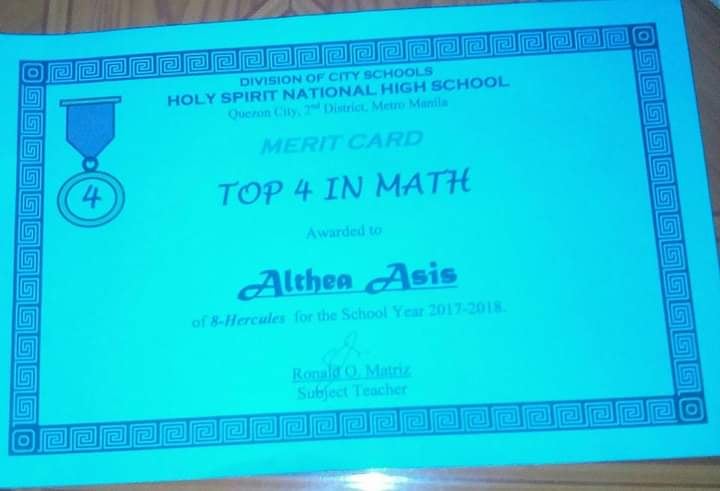 DIVISION OF CITY SCHOOLS
HOLY SPIRIT NATIONAL HIGH SCHOOL
Quezon City, 2nd District, Metro Manila
MERIT CARD
4
TOP 4 IN MATH
Awarded to
Althea Asis
of 8-Hercules for the School Year 2017-2018.
Ronald O. Matriz
Subject Teacher